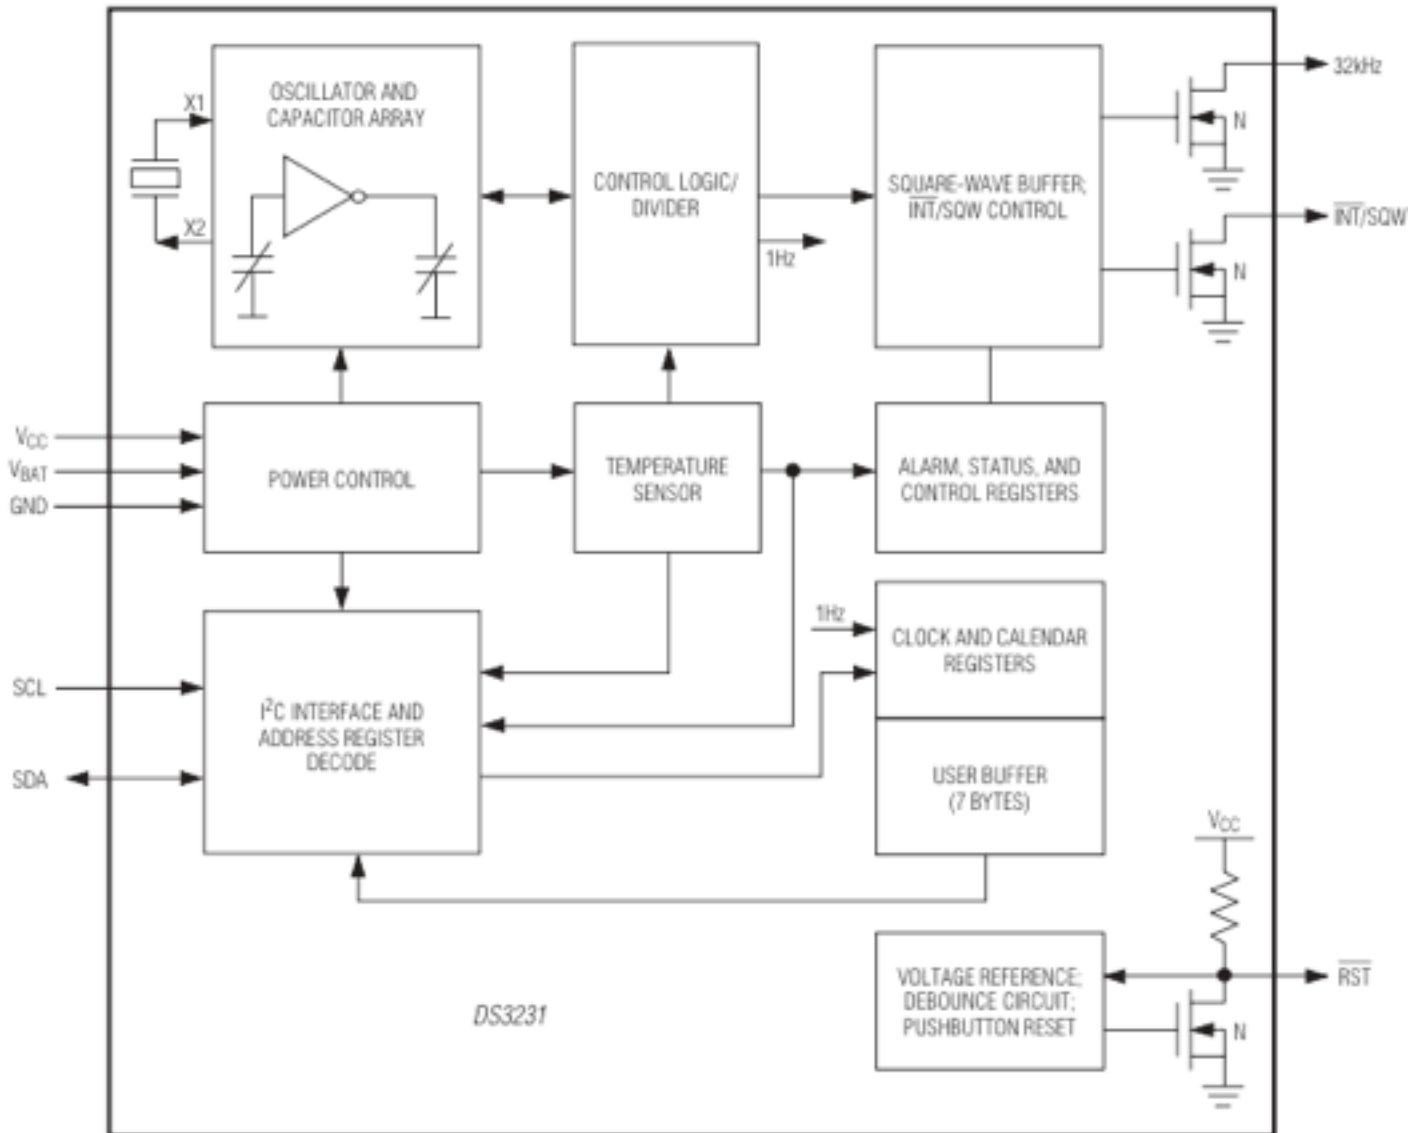 OSCILLATOR AND
CAPACITOR ARRAY
X1
X2
CONTROL LOGIC/
DIVIDER
1Hz
SQUARE-WAVE BUFFER;
INT/SQW CONTROL
N
32kHz
N
INT/SQW
VCC
VBAT
GND
POWER CONTROL
TEMPERATURE
SENSOR
ALARM, STATUS, AND
CONTROL REGISTERS
SCL
SDA
I²C INTERFACE AND
ADDRESS REGISTER
DECODE
1Hz
CLOCK AND CALENDAR
REGISTERS
USER BUFFER
(7 BYTES)
VCC
VOLTAGE REFERENCE;
DEBOUNCE CIRCUIT;
PUSHBUTTON RESET
N
RST
DS3231